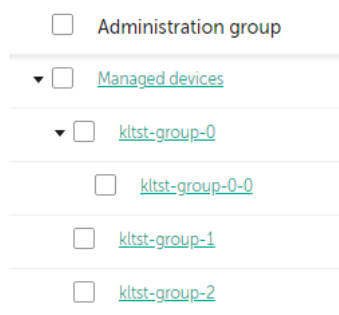 Administration group
Managed devices
kltst-group-0
kltst-group-0-0
kltst-group-1
kltst-group-2